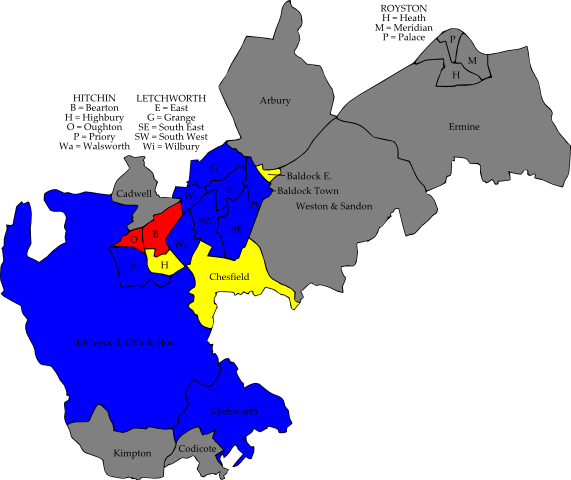 ROYSTON
H = Heath
M = Meridian
P = Palace
P
M
H
HITCHIN
B = Bearton
H = Highbury
O = Oughton
P = Priory
Wa = Walsworth
LETCHWORTH
E = East
G = Grange
SE = South East
SW = South West
Wi = Wilbury
Arbury
Ermine
G
Baldock E.
Cadwell
Wi
E
Baldock Town
Weston & Sandon
SW
SE
O
B
Wa
P
H
Chesfield
Hitchwood, Offa & Hoo
Knebworth
Kimpton
Codicote